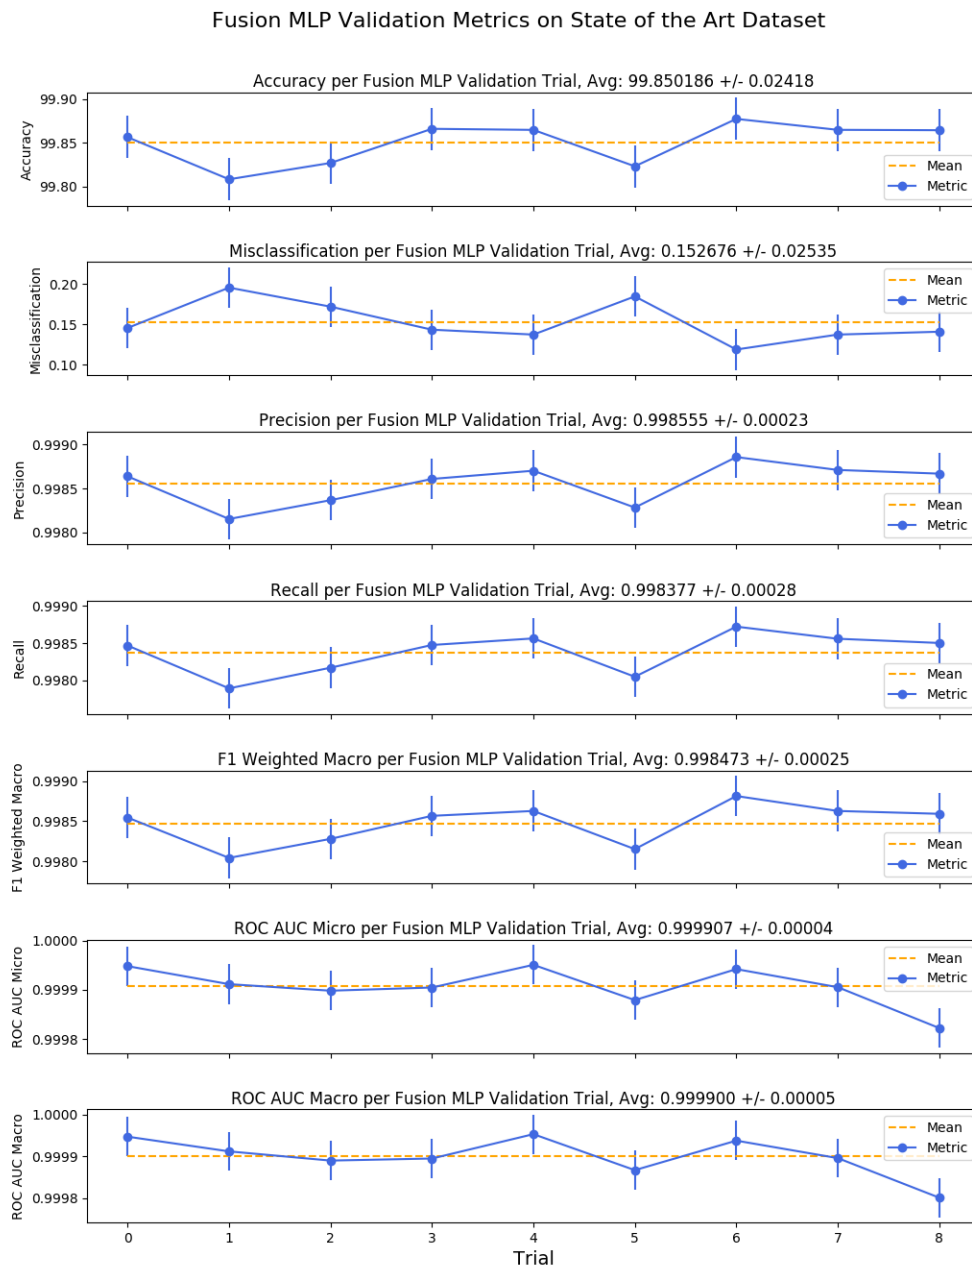 Fusion MLP Validation Metrics on State of the Art Dataset
Accuracy per Fusion MLP Validation Trial, Avg: 99.850186 +/- 0.02418
Accuracy
99.90
99.85
99.80
Mean
Metric
Misclassification per Fusion MLP Validation Trial, Avg: 0.152676 +/- 0.02535
Misclassification
0.20
0.15
0.10
Mean
Metric
Precision per Fusion MLP Validation Trial, Avg: 0.998555 +/- 0.00023
Precision
0.9990
0.9985
0.9980
Mean
Metric
Recall per Fusion MLP Validation Trial, Avg: 0.998377 +/- 0.00028
Recall
0.9990
0.9985
0.9980
Mean
Metric
F1 Weighted Macro per Fusion MLP Validation Trial, Avg: 0.998473 +/- 0.00025
F1 Weighted Macro
0.9990
0.9985
0.9980
Mean
Metric
ROC AUC Micro per Fusion MLP Validation Trial, Avg: 0.999907 +/- 0.00004
ROC AUC Micro
1.0000
0.9999
0.9998
Mean
Metric
ROC AUC Macro per Fusion MLP Validation Trial, Avg: 0.999900 +/- 0.00005
ROC AUC Macro
1.0000
0.9999
0.9998
Mean
Metric
0 1 2 3 4 5 6 7 8
Trial